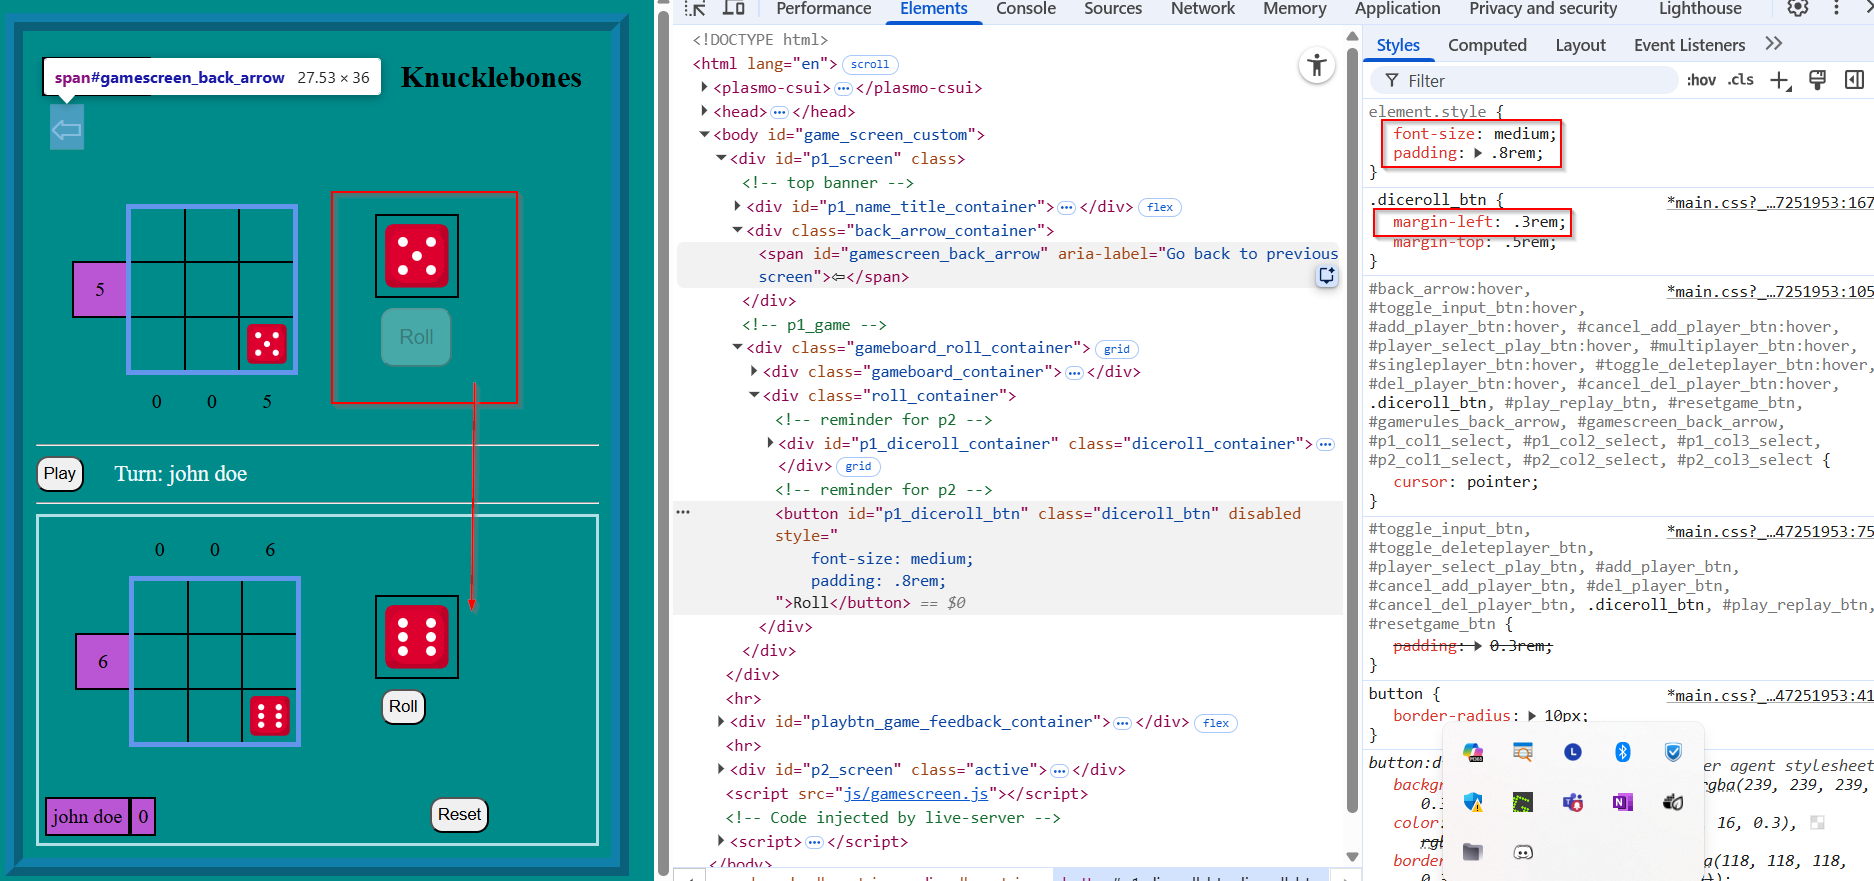 span#gamescreen_back_arrow 27.53 × 36
Knucklebones
⇦
5
Roll
0 0 5
Play
Turn: john doe
0 0 6
6
Roll
john doe 0
Reset
Performance Elements Console Sources Network Memory Application Privacy and security Lighthouse
<!DOCTYPE html>
<html lang="en"> scroll
<plasmo-csui> ⋯ </plasmo-csui>
<head> ⋯ </head>
<body id="game_screen_custom">
<div id="p1_screen" class>
<!-- top banner -->
<div id="p1_name_title_container"> ⋯ </div> flex
<div class="back_arrow_container">
<span id="gamescreen_back_arrow" aria-label="Go back to previous
screen">⇦</span>
</div>
<!-- p1_game -->
<div class="gameboard_roll_container"> grid
<div class="gameboard_container"> ⋯ </div>
<div class="roll_container">
<!-- reminder for p2 -->
<div id="p1_diceroll_container" class="diceroll_container"> ⋯
</div> grid
<!-- reminder for p2 -->
<button id="p1_diceroll_btn" class="diceroll_btn" disabled
style="
font-size: medium;
padding: .8rem;
">Roll</button> == $0
</div>
</div>
</div>
<hr>
<div id="playbtn_game_feedback_container"> ⋯ </div> flex
<hr>
<div id="p2_screen" class="active"> ⋯ </div>
<script src="js/gamescreen.js"></script>
<!-- Code injected by live-server -->
<script> ⋯ </script>
</body>
Styles Computed Layout Event Listeners
Filter :hov .cls
element.style {
font-size: medium;
padding: .8rem;
}
.diceroll_btn { *main.css?_…7251953:167
margin-left: .3rem;
margin-top: .5rem;
}
#back_arrow:hover, *main.css?_…7251953:105
#toggle_input_btn:hover,
#add_player_btn:hover, #cancel_add_player_btn:hover,
#player_select_play_btn:hover, #multiplayer_btn:hover,
#singleplayer_btn:hover, #toggle_deleteplayer_btn:hover,
#del_player_btn:hover, #cancel_del_player_btn:hover,
.diceroll_btn, #play_replay_btn, #resetgame_btn,
#gamerules_back_arrow, #gamescreen_back_arrow,
#p1_col1_select, #p1_col2_select, #p1_col3_select,
#p2_col1_select, #p2_col2_select, #p2_col3_select {
cursor: pointer;
}
#toggle_input_btn, *main.css?_…47251953:75
#toggle_deleteplayer_btn,
#player_select_play_btn, #add_player_btn,
#cancel_add_player_btn, #del_player_btn,
#cancel_del_player_btn, .diceroll_btn, #play_replay_btn,
#resetgame_btn {
padding: 0.3rem;
}
button { *main.css?_…47251953:41
border-radius: 10px;
}
button:d er agent stylesheet
backg rgba(239, 239, 239,
0.3
color: 16, 0.3),
rgb
borde (118, 118, 118,